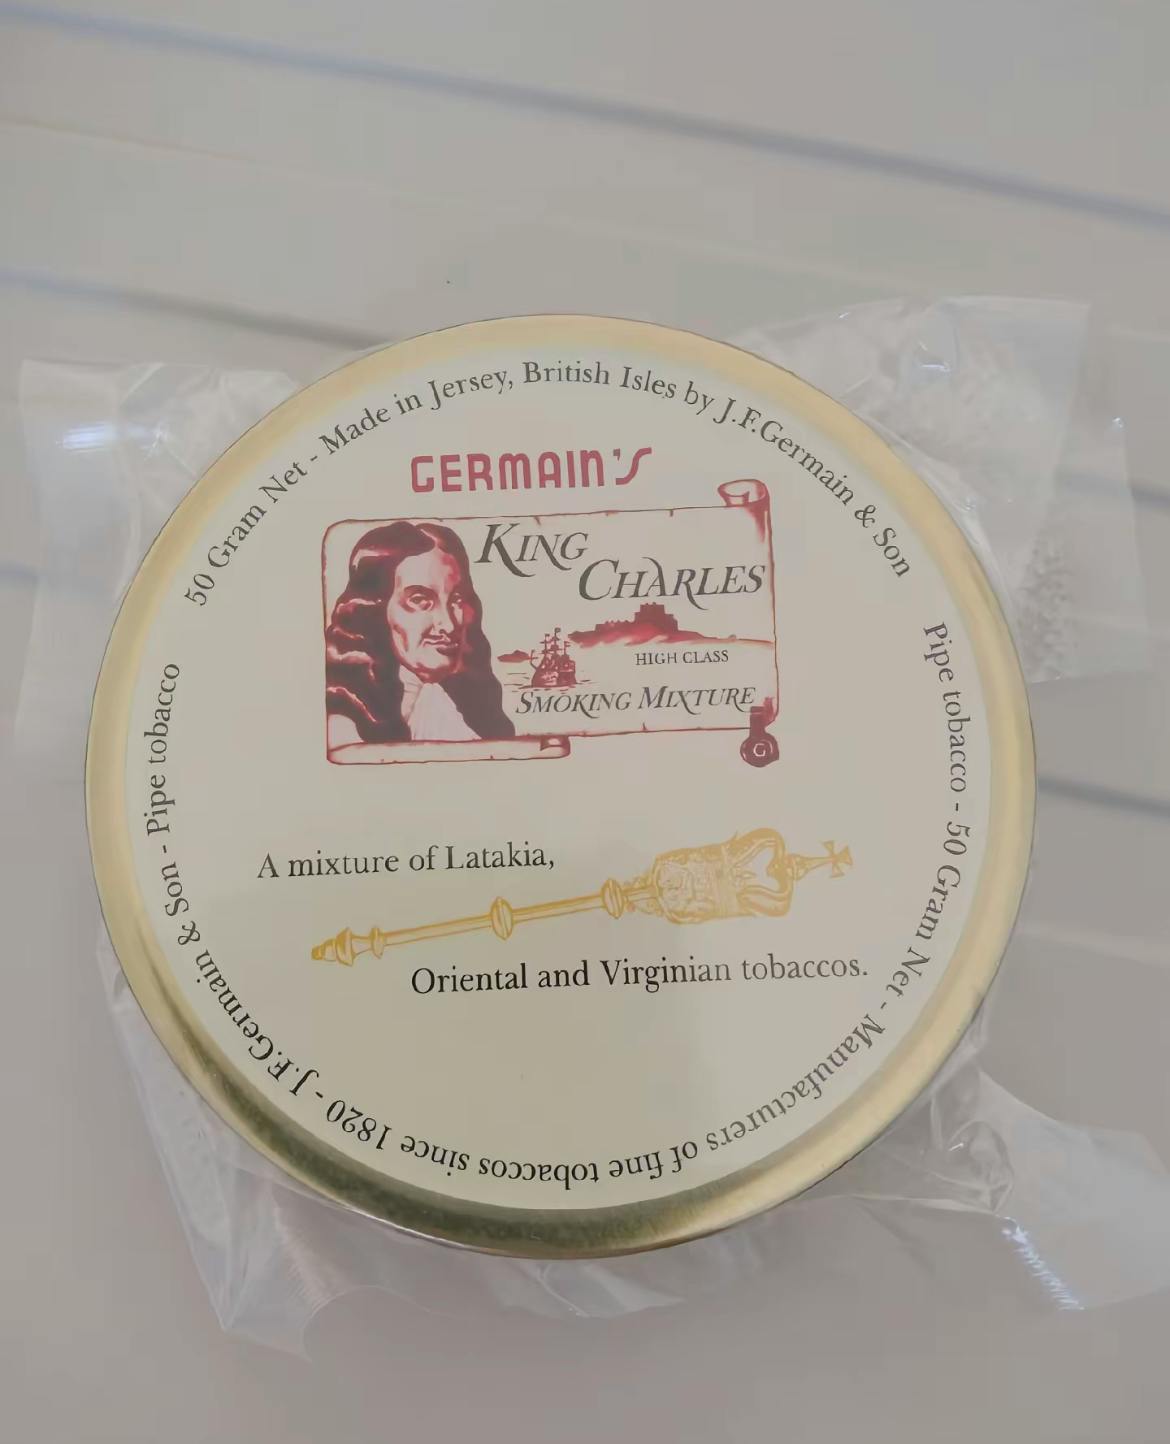 50 Gram Net - Made in Jersey, British Isles by J.F.Germain & Son
GERMAIN'S
KING
CHARLES
HIGH CLASS
SMOKING MIXTURE
G
A mixture of Latakia,
Oriental and Virginian tobaccos.
Pipe tobacco - 50 Gram Net - Manufacturers of fine tobaccos since 1820 - J.F.Germain & Son - Pipe tobacco